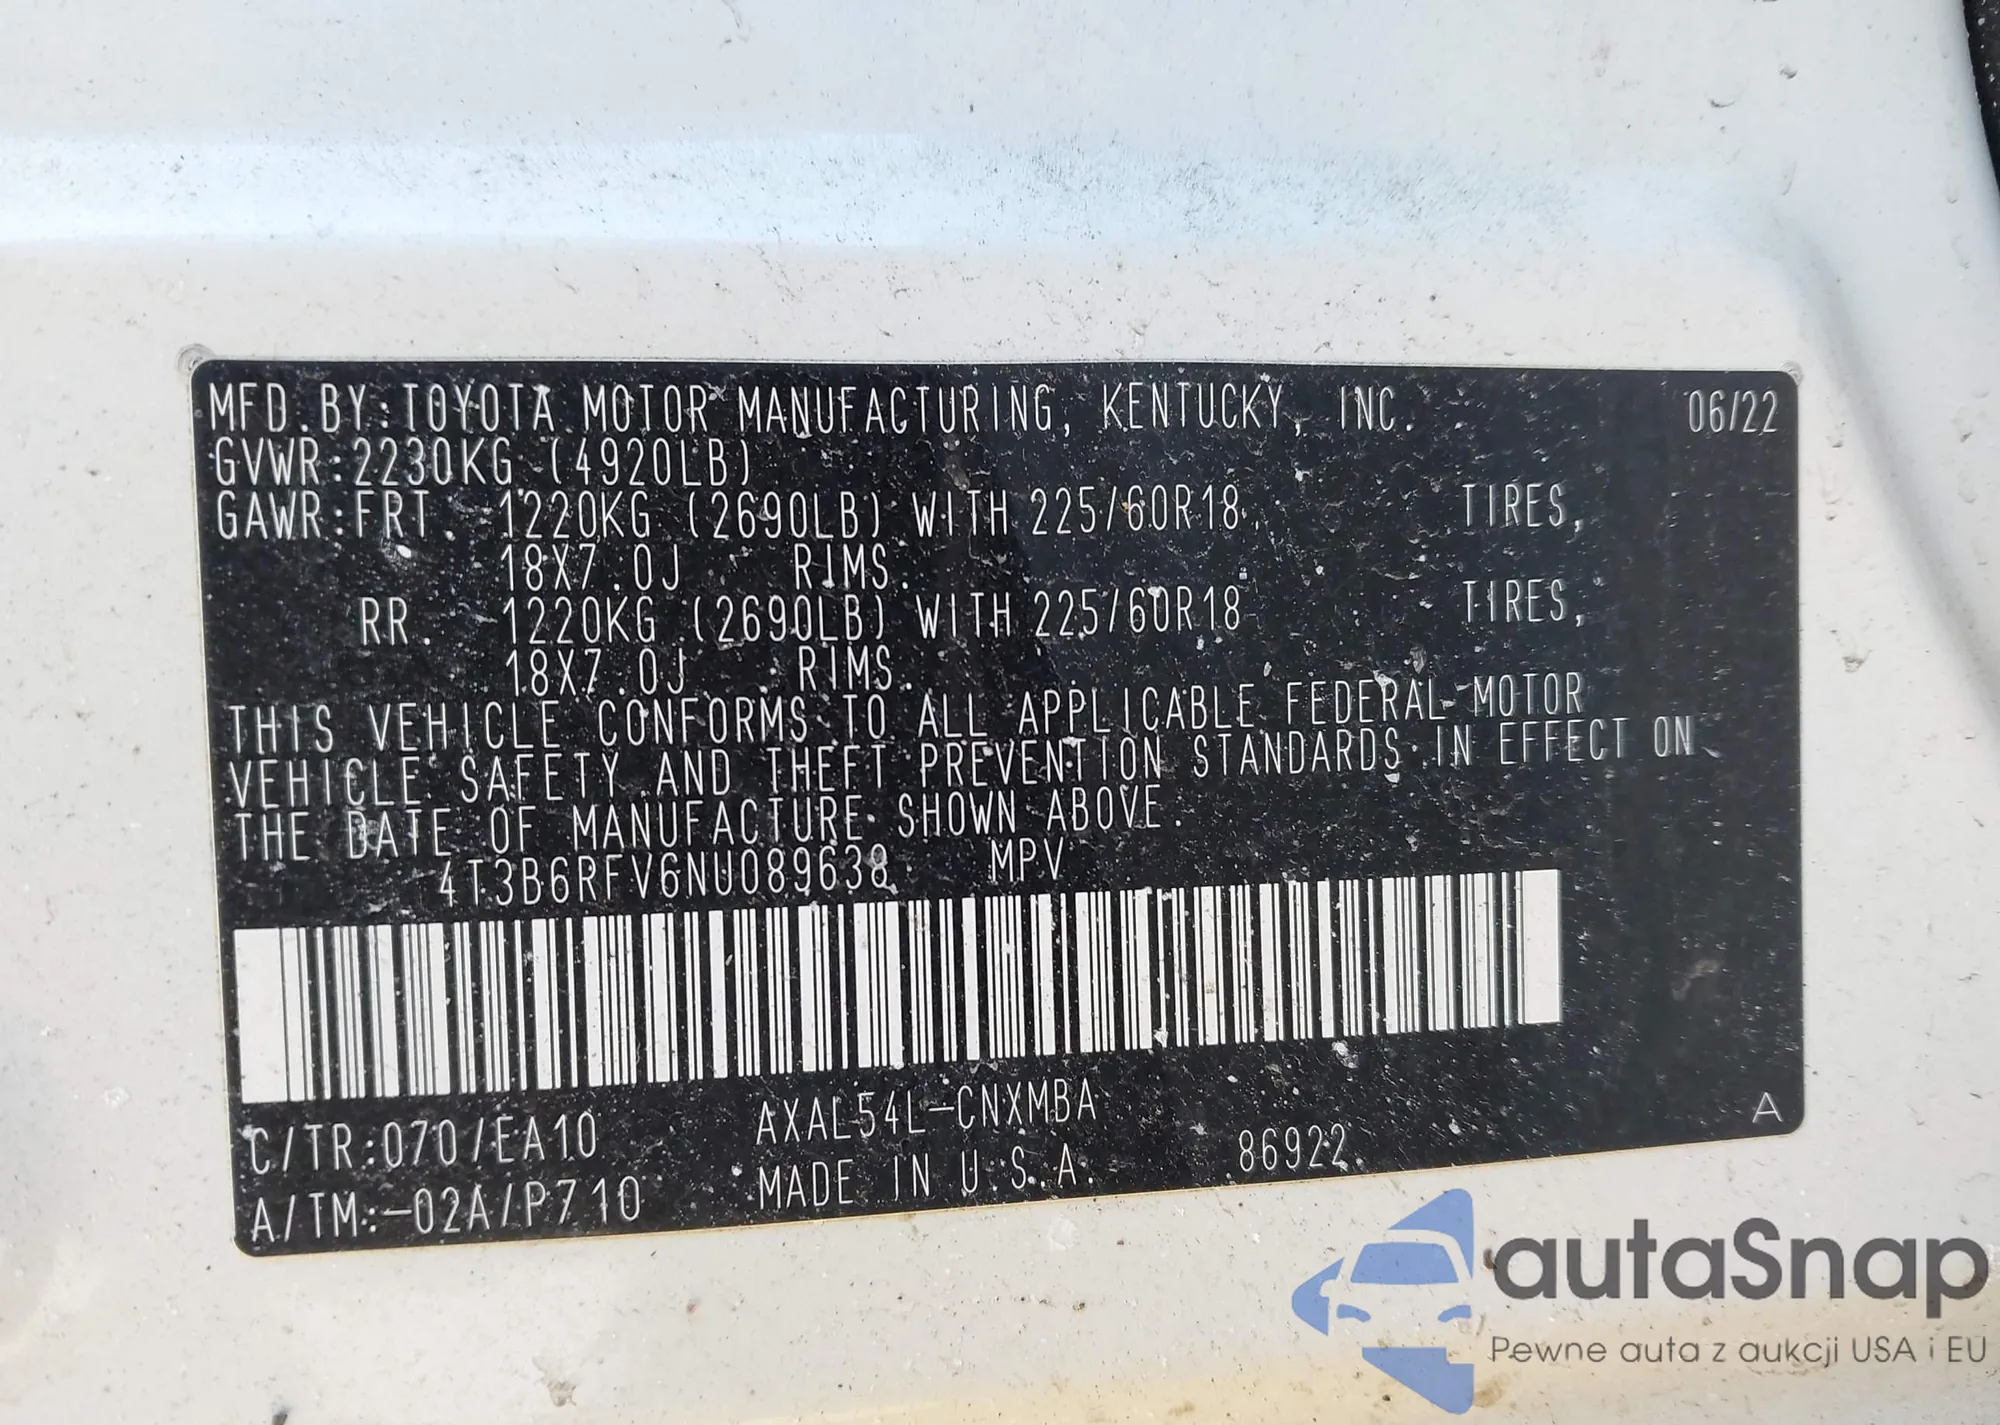 MFD. BY: TOYOTA MOTOR MANUFACTURING, KENTUCKY, INC. 06/22
GVWR: 2230KG (4920LB)
GAWR: FRT. 1220KG (2690LB) WITH 225/60R18 TIRES,
18X7.0J RIMS.
RR. 1220KG (2690LB) WITH 225/60R18 TIRES,
18X7.0J RIMS.
THIS VEHICLE CONFORMS TO ALL APPLICABLE FEDERAL MOTOR
VEHICLE SAFETY AND THEFT PREVENTION STANDARDS IN EFFECT ON
THE DATE OF MANUFACTURE SHOWN ABOVE.
4T3B6RFV6NU089638 MPV
C/TR: 070/EA10 AXAL54L-CNXMBA A
A/TM: -02A/P710 MADE IN U.S.A. 86922
autaSnap
Pewne auta z aukcji USA i EU